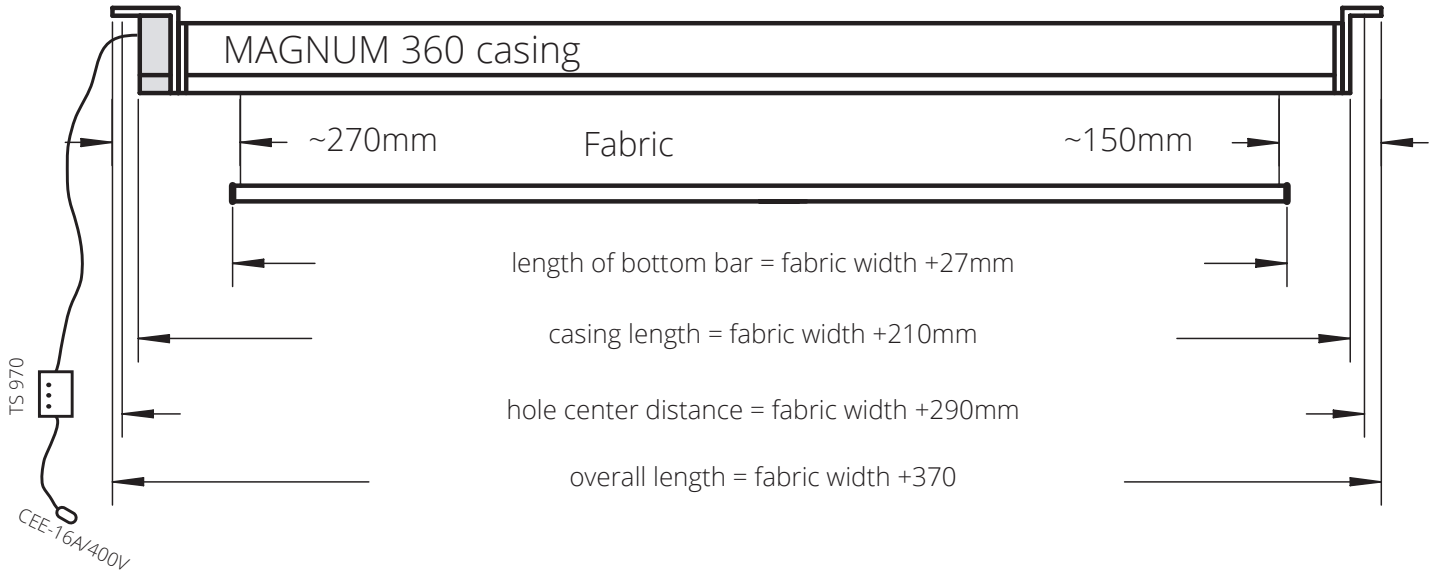 MAGNUM 360 casing
~270mm
Fabric
~150mm
length of bottom bar = fabric width +27mm
casing length = fabric width +210mm
TS 970
hole center distance = fabric width +290mm
overall length = fabric width +370
CEE-16A/400V